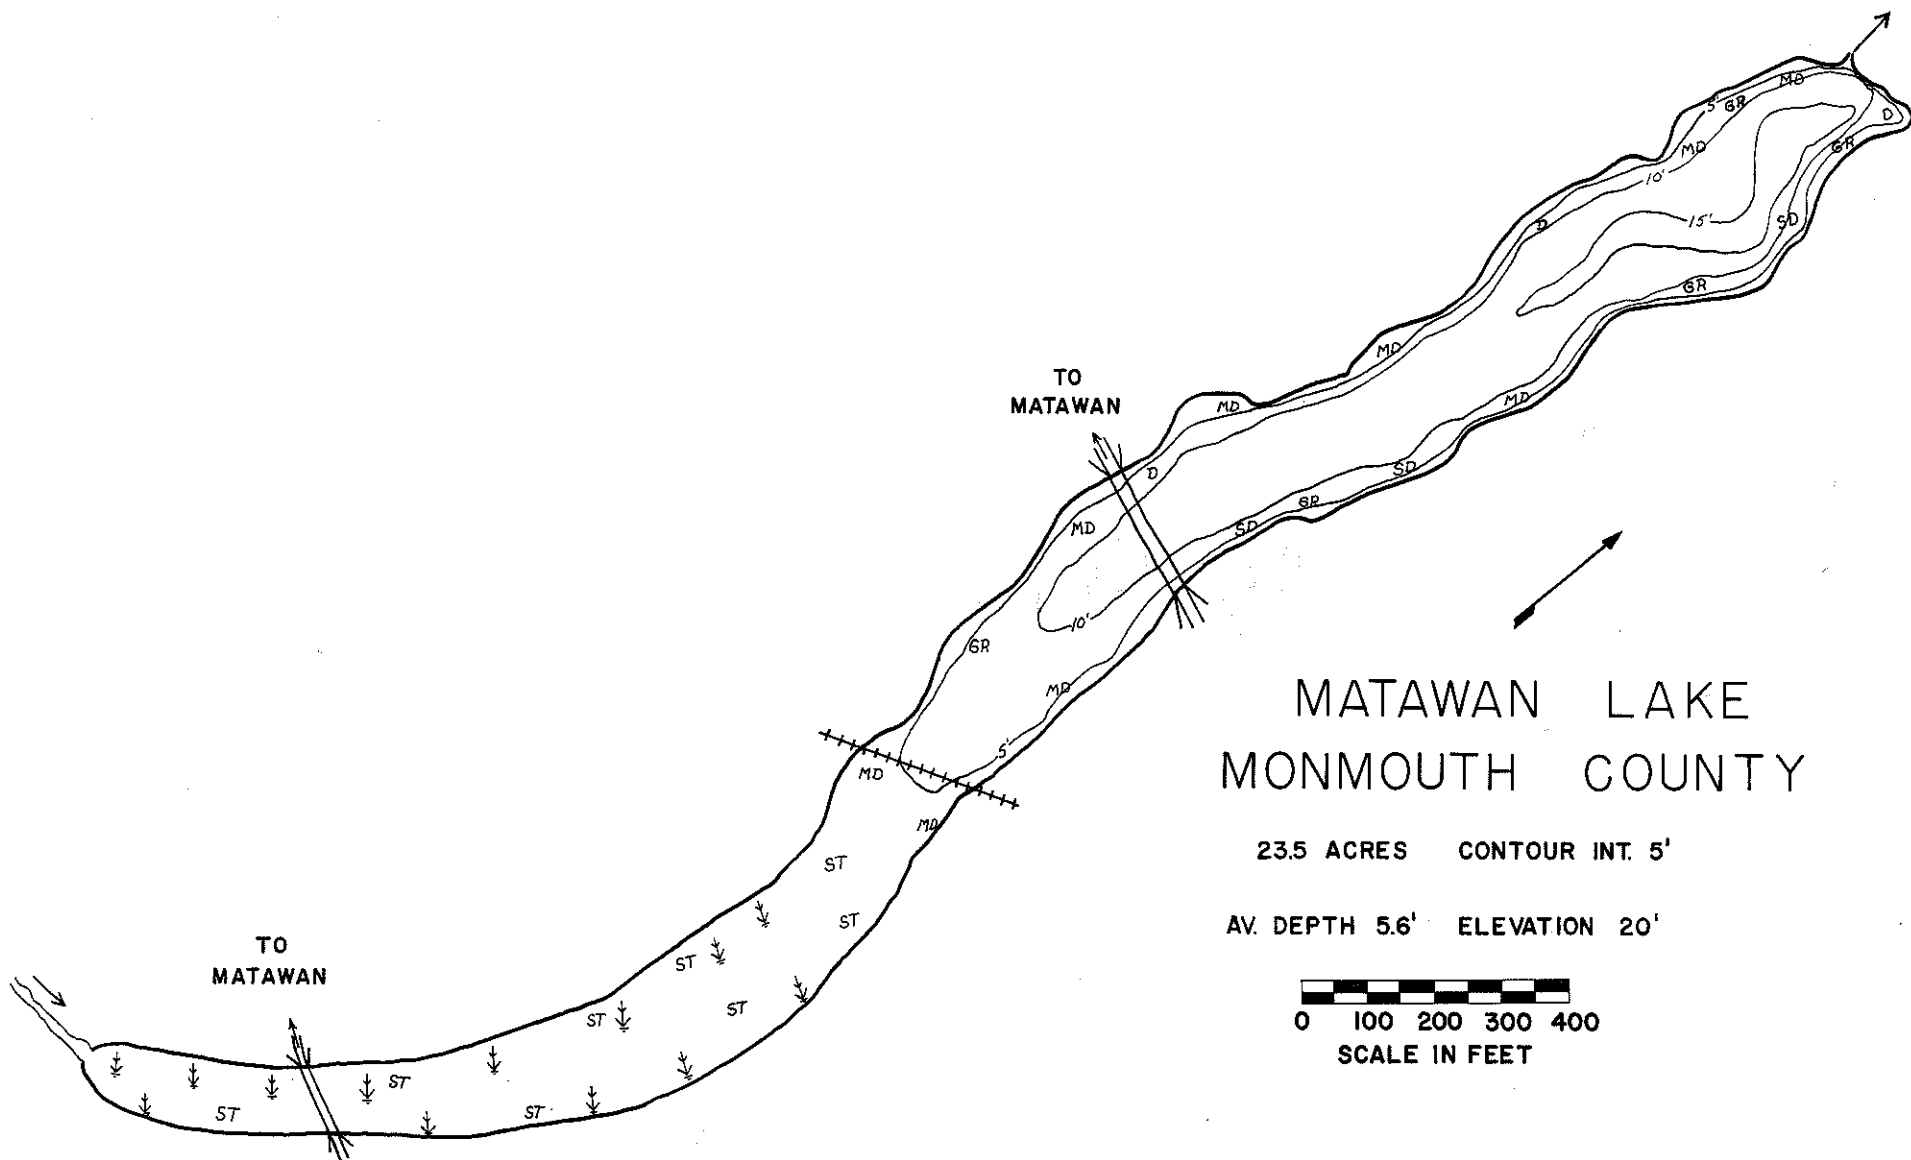 MD
5'
GR
D
MD
GR
10'
15'
SD
D
GR
MD
TO
MATAWAN
MD
MD
D
SD
GR
MD
SD
10'
GR
MD
5'
MD
MD
ST
ST
ST
ST
ST
ST
ST
ST
TO
MATAWAN
MATAWAN LAKE
MONMOUTH COUNTY
23.5 ACRES CONTOUR INT. 5'
AV. DEPTH 5.6' ELEVATION 20'
0 100 200 300 400
SCALE IN FEET